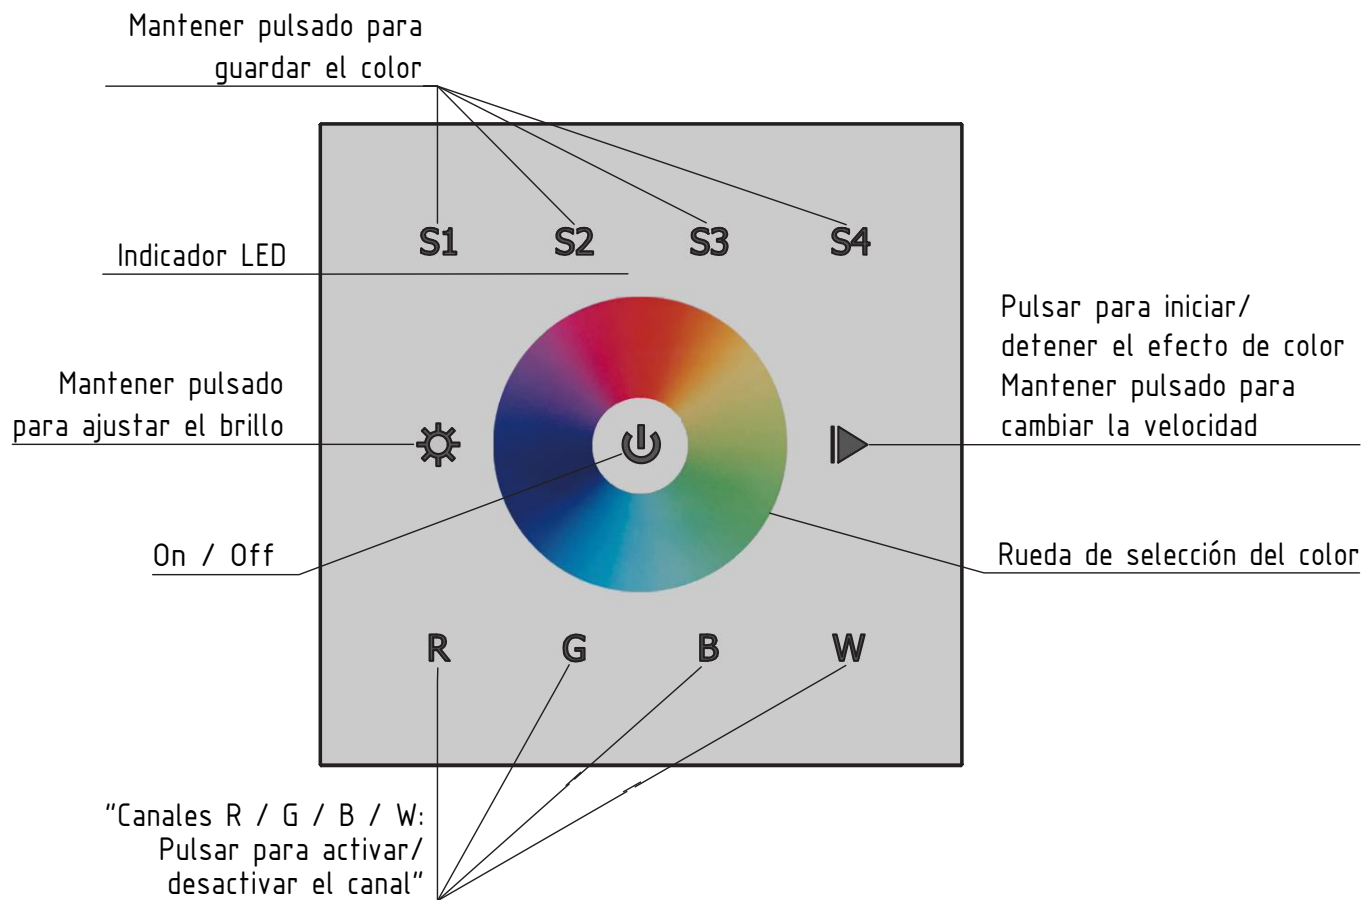 Mantener pulsado para
guardar el color
S1 S2 S3 S4
Indicador LED
Pulsar para iniciar/
detener el efecto de color
Mantener pulsado para
cambiar la velocidad
Mantener pulsado
para ajustar el brillo
On / Off
Rueda de selección del color
R G B W
"Canales R / G / B / W:
Pulsar para activar/
desactivar el canal"